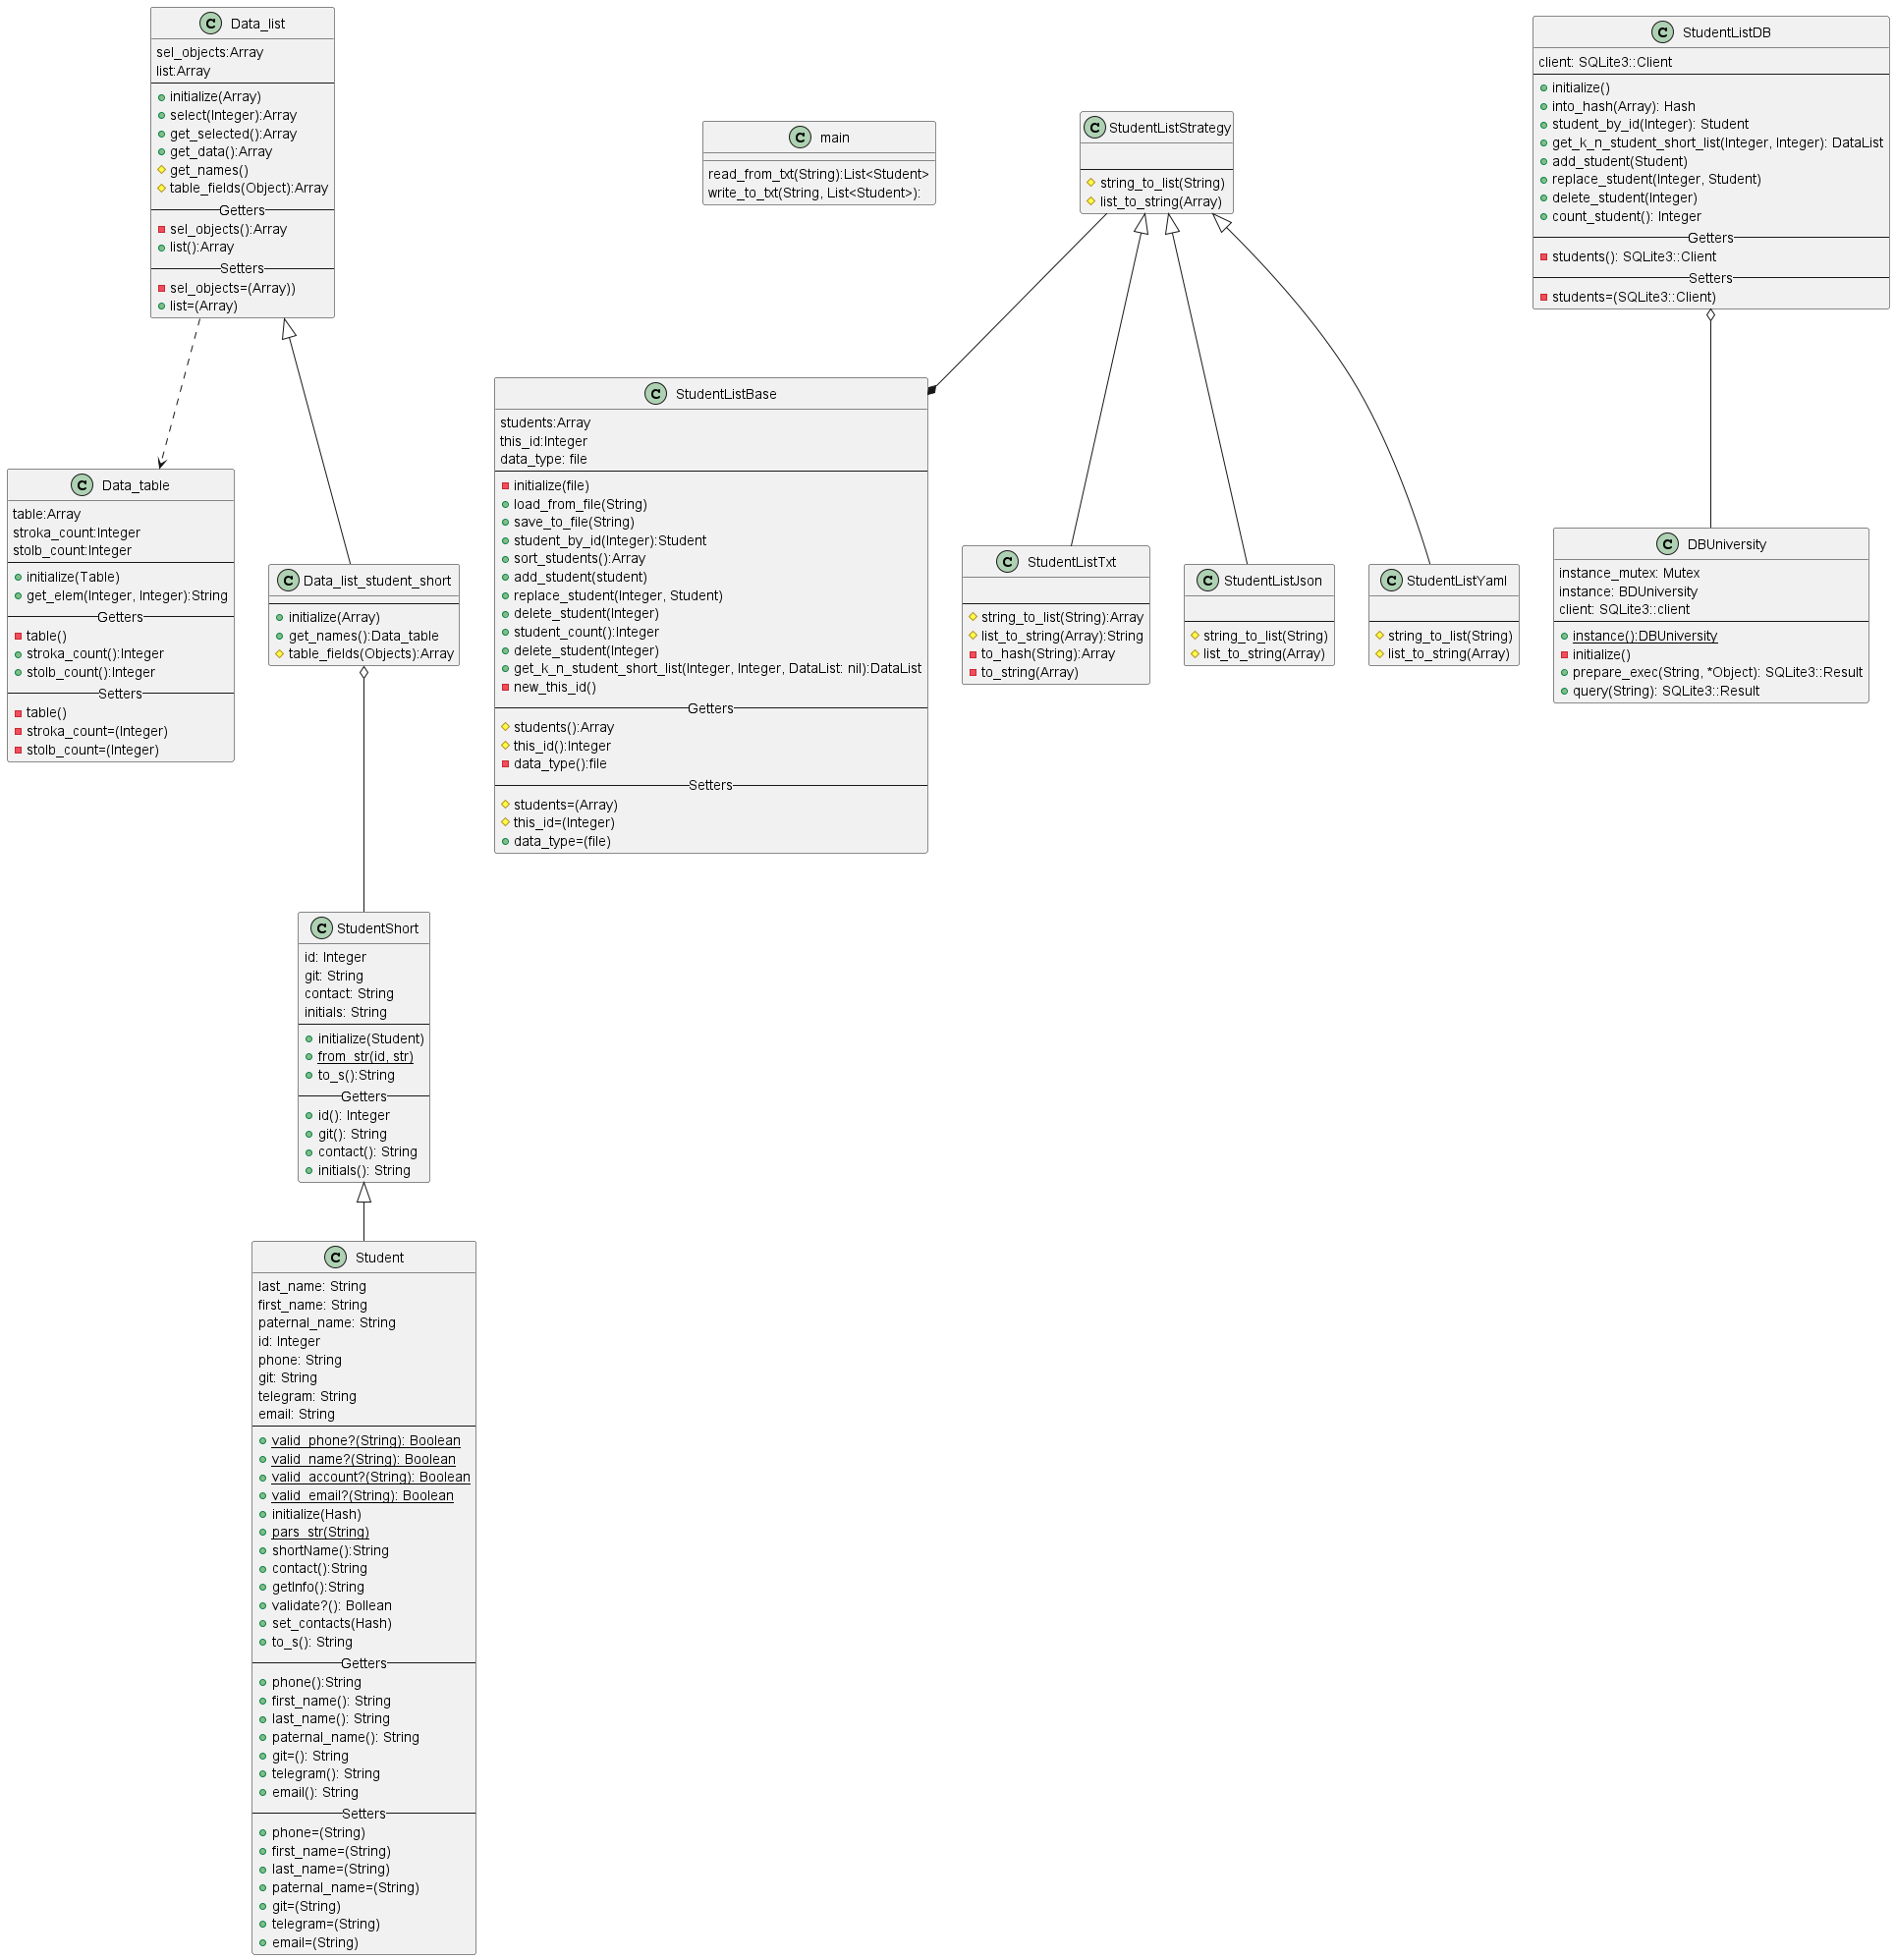 C Data_list
sel_objects:Array
list:Array
initialize(Array)
select(Integer):Array
get_selected():Array
get_data():Array
get_names()
table_fields(Object):Array
Getters
sel_objects():Array
list():Array
Setters
sel_objects=(Array))
list=(Array)
C main
read_from_txt(String):List<Student>
write_to_txt(String, List<Student>):
C StudentListStrategy
string_to_list(String)
list_to_string(Array)
C StudentListDB
client: SQLite3::Client
initialize()
into_hash(Array): Hash
student_by_id(Integer): Student
get_k_n_student_short_list(Integer, Integer): DataList
add_student(Student)
replace_student(Integer, Student)
delete_student(Integer)
count_student(): Integer
Getters
students(): SQLite3::Client
Setters
students=(SQLite3::Client)
C Data_table
table:Array
stroka_count:Integer
stolb_count:Integer
initialize(Table)
get_elem(Integer, Integer):String
Getters
table()
stroka_count():Integer
stolb_count():Integer
Setters
table()
stroka_count=(Integer)
stolb_count=(Integer)
C Data_list_student_short
initialize(Array)
get_names():Data_table
table_fields(Objects):Array
C StudentListBase
students:Array
this_id:Integer
data_type: file
initialize(file)
load_from_file(String)
save_to_file(String)
student_by_id(Integer):Student
sort_students():Array
add_student(student)
replace_student(Integer, Student)
delete_student(Integer)
student_count():Integer
delete_student(Integer)
get_k_n_student_short_list(Integer, Integer, DataList: nil):DataList
new_this_id()
Getters
students():Array
this_id():Integer
data_type():file
Setters
students=(Array)
this_id=(Integer)
data_type=(file)
C StudentListTxt
string_to_list(String):Array
list_to_string(Array):String
to_hash(String):Array
to_string(Array)
C StudentListJson
string_to_list(String)
list_to_string(Array)
C StudentListYaml
string_to_list(String)
list_to_string(Array)
C DBUniversity
instance_mutex: Mutex
instance: BDUniversity
client: SQLite3::client
instance():DBUniversity
initialize()
prepare_exec(String, *Object): SQLite3::Result
query(String): SQLite3::Result
C StudentShort
id: Integer
git: String
contact: String
initials: String
initialize(Student)
from_str(id, str)
to_s():String
Getters
id(): Integer
git(): String
contact(): String
initials(): String
C Student
last_name: String
first_name: String
paternal_name: String
id: Integer
phone: String
git: String
telegram: String
email: String
valid_phone?(String): Boolean
valid_name?(String): Boolean
valid_account?(String): Boolean
valid_email?(String): Boolean
initialize(Hash)
pars_str(String)
shortName():String
contact():String
getInfo():String
validate?(): Bollean
set_contacts(Hash)
to_s(): String
Getters
phone():String
first_name(): String
last_name(): String
paternal_name(): String
git=(): String
telegram(): String
email(): String
Setters
phone=(String)
first_name=(String)
last_name=(String)
paternal_name=(String)
git=(String)
telegram=(String)
email=(String)